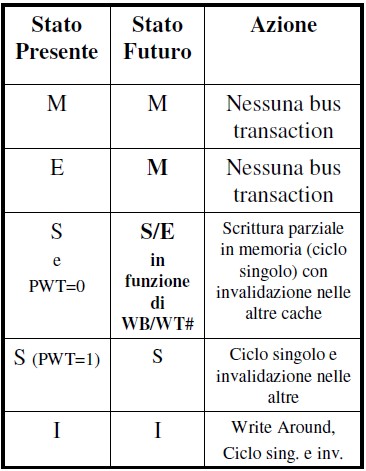 Stato Presente
Stato Futuro
Azione
M
M
Nessuna bus
transaction
E
M
Nessuna bus
transaction
S
e
PWT=0
S/E
in
funzione
di
WB/WT#
Scrittura parziale
in memoria (ciclo
singolo) con
invalidazione nelle
altre cache
S (PWT=1)
S
Ciclo singolo e
invalidazione nelle
altre
I
I
Write Around,
Ciclo sing. e inv.